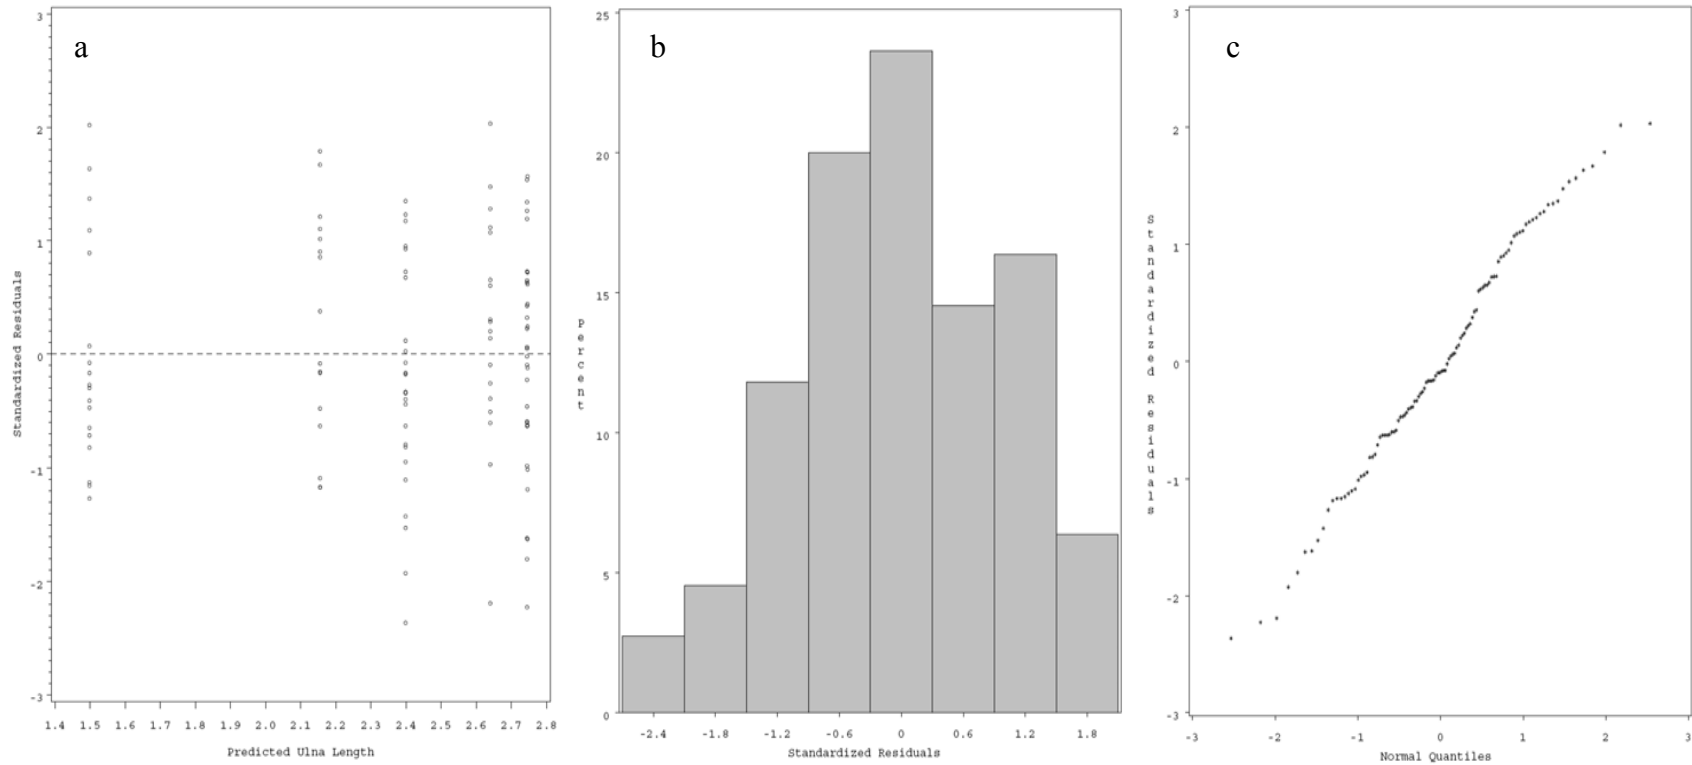 a
3
2
1
0
-1
-2
-3
Standardized Residuals
1.4 1.5 1.6 1.7 1.8 1.9 2.0 2.1 2.2 2.3 2.4 2.5 2.6 2.7 2.8
Predicted Ulna Length
b
25
20
15
10
5
0
Percent
-2.4 -1.8 -1.2 -0.6 0 0.6 1.2 1.8
Standardized Residuals
c
3
2
1
0
-1
-2
-3
Standardized Residuals
-3 -2 -1 0 1 2 3
Normal Quantiles